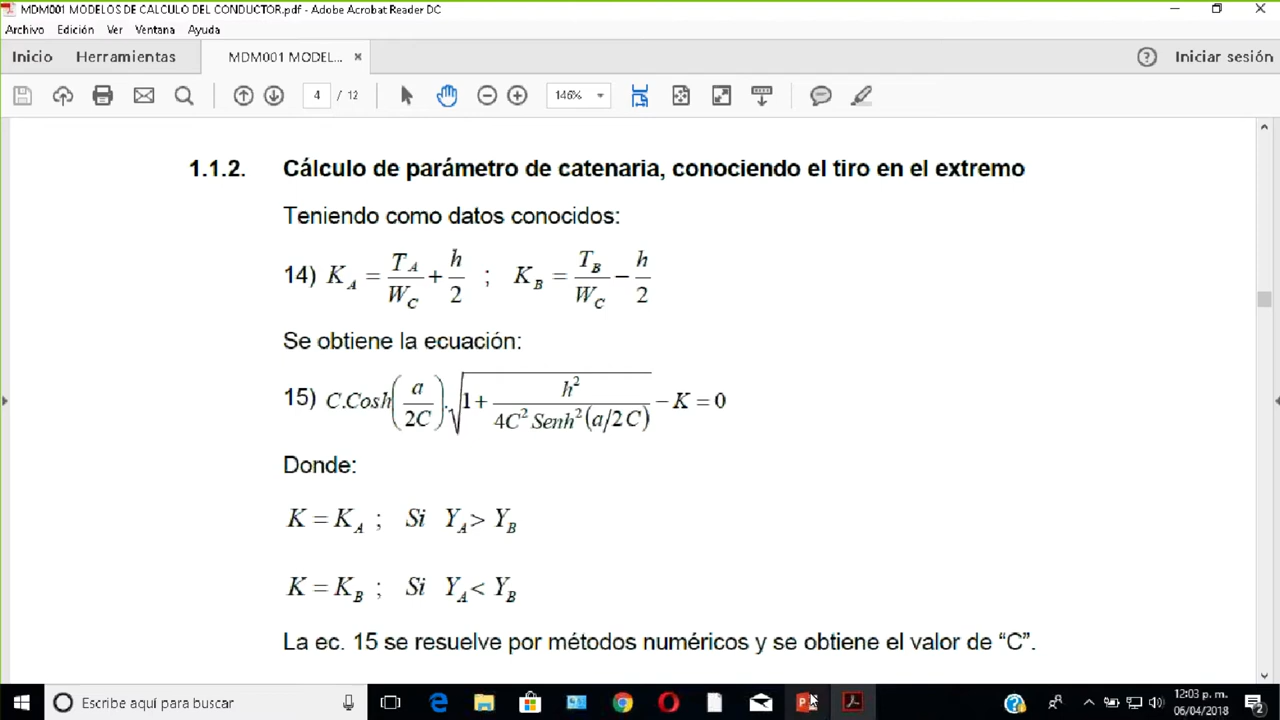 MDM001 MODELOS DE CALCULO DEL CONDUCTOR.pdf - Adobe Acrobat Reader DC
Archivo Edición Ver Ventana Ayuda
Inicio Herramientas MDM001 MODEL... × Iniciar sesión
4 / 12 146%
1.1.2. Cálculo de parámetro de catenaria, conociendo el tiro en el extremo
Teniendo como datos conocidos:
14) K_A = T_A/W_C + h/2 ; K_B = T_B/W_C − h/2
Se obtiene la ecuación:
15) C.Cosh(a/2C).√(1 + h²/(4C² Senh²(a/2C))) − K = 0
Donde:
K = K_A ; Si Y_A > Y_B
K = K_B ; Si Y_A < Y_B
La ec. 15 se resuelve por métodos numéricos y se obtiene el valor de “C”.
Escribe aquí para buscar
12:03 p. m.
06/04/2018
2